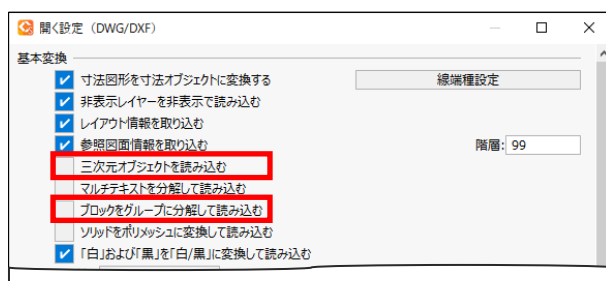 開く設定（DWG/DXF）
基本変換
寸法図形を寸法オブジェクトに変換する
線端種設定
非表示レイヤーを非表示で読み込む
レイアウト情報を取り込む
参照図面情報を取り込む
階層: 99
三次元オブジェクトを読み込む
マルチテキストを分解して読み込む
ブロックをグループに分解して読み込む
ソリッドをポリメッシュに変換して読み込む
「白」および「黒」を「白/黒」に変換して読み込む